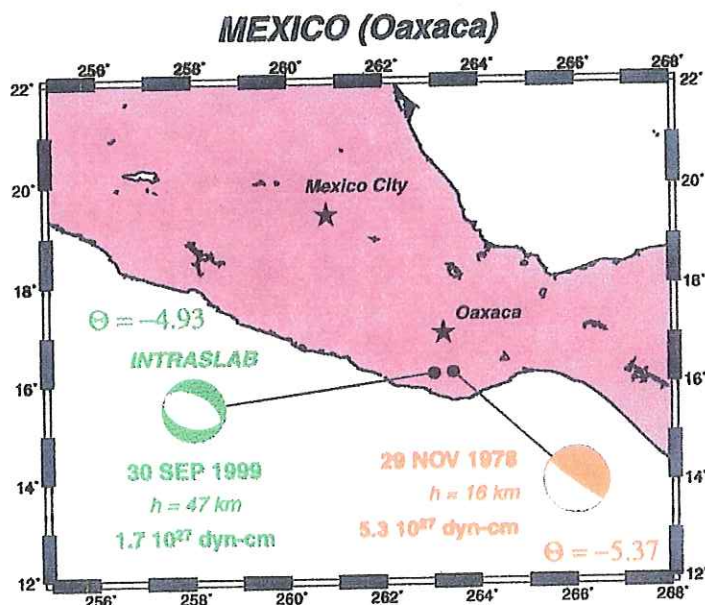 MEXICO (Oaxaca)
256° 258° 260° 262° 264° 266° 268°
22° 22°
20° 20°
18° 18°
16° 16°
14° 14°
12° 12°
Mexico City
Oaxaca
Θ = −4.93
INTRASLAB
30 SEP 1999
h = 47 km
1.7 10²⁷ dyn-cm
29 NOV 1978
h = 16 km
5.3 10²⁷ dyn-cm
Θ = −5.37
256° 258° 260° 262° 264° 266° 268°